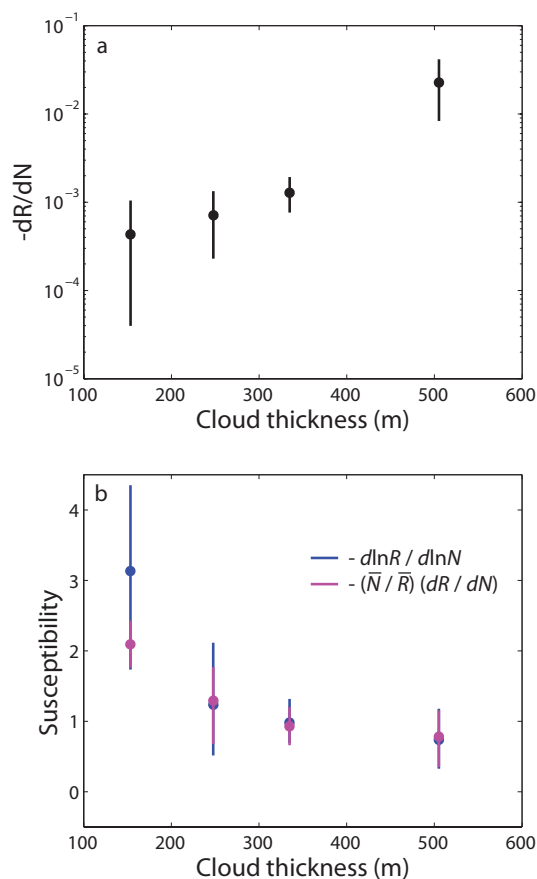 a
10⁻¹
10⁻²
10⁻³
10⁻⁴
10⁻⁵
-dR/dN
100 200 300 400 500 600
Cloud thickness (m)
b
4
3
2
1
0
Susceptibility
- dlnR / dlnN
- (N̅ / R̅) (dR / dN)
100 200 300 400 500 600
Cloud thickness (m)